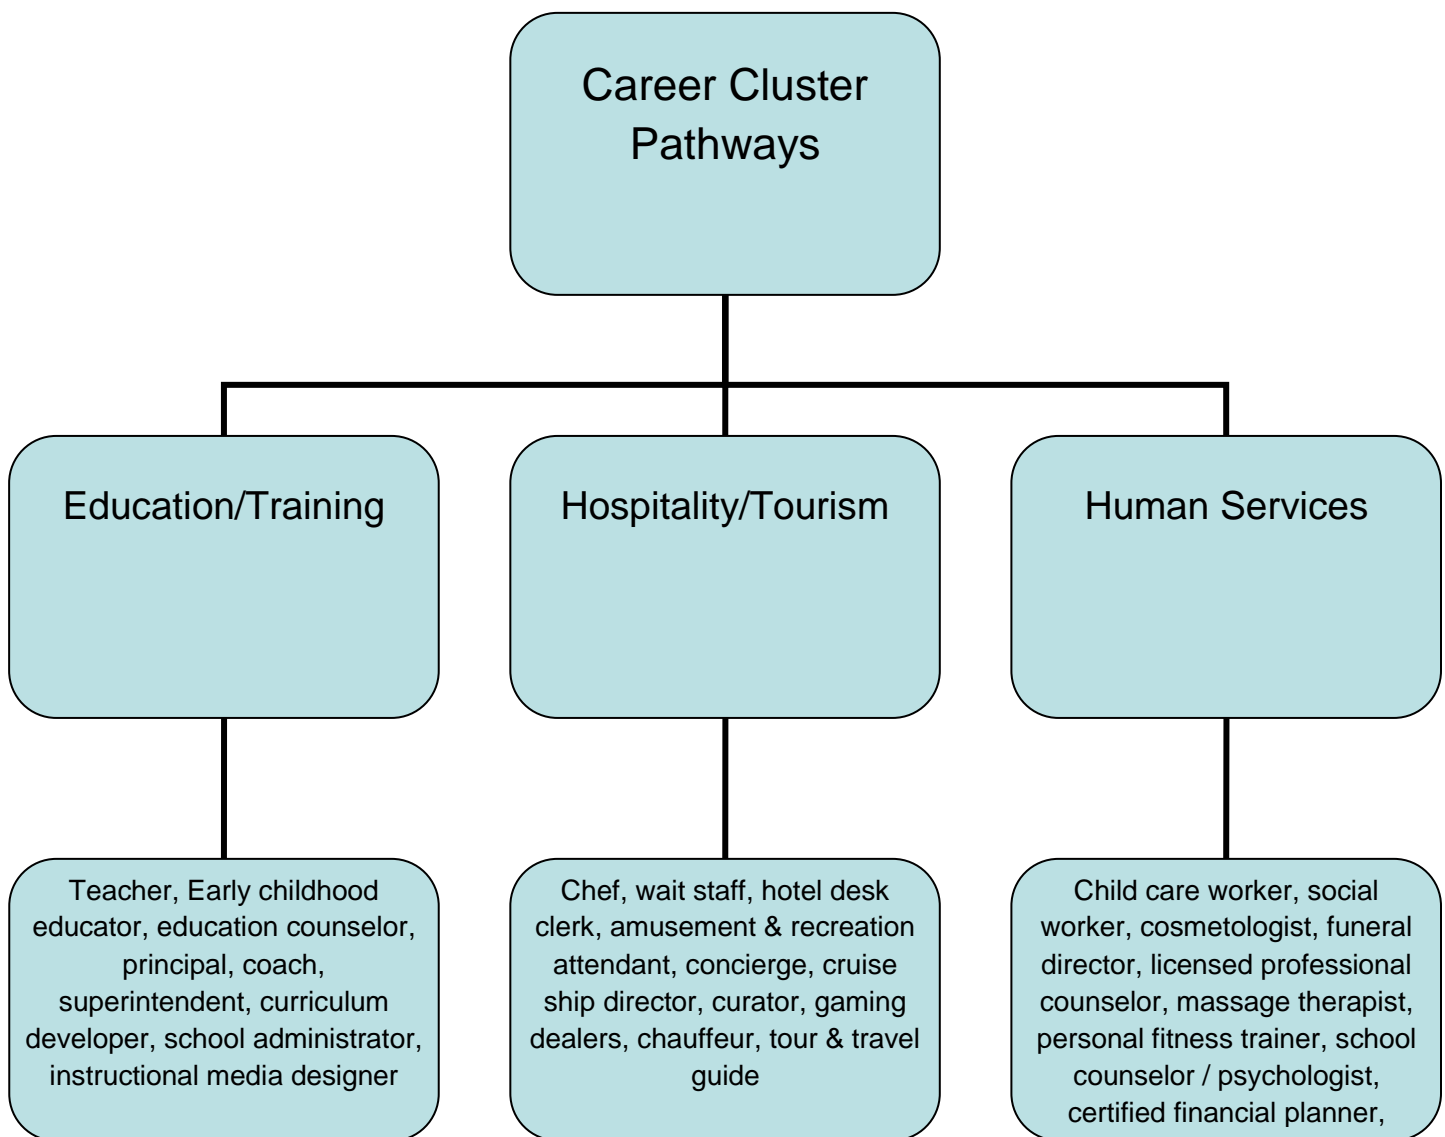 Career Cluster
Pathways
Education/Training
Hospitality/Tourism
Human Services
Teacher, Early childhood
educator, education counselor,
principal, coach,
superintendent, curriculum
developer, school administrator,
instructional media designer
Chef, wait staff, hotel desk
clerk, amusement & recreation
attendant, concierge, cruise
ship director, curator, gaming
dealers, chauffeur, tour & travel
guide
Child care worker, social
worker, cosmetologist, funeral
director, licensed professional
counselor, massage therapist,
personal fitness trainer, school
counselor / psychologist,
certified financial planner,